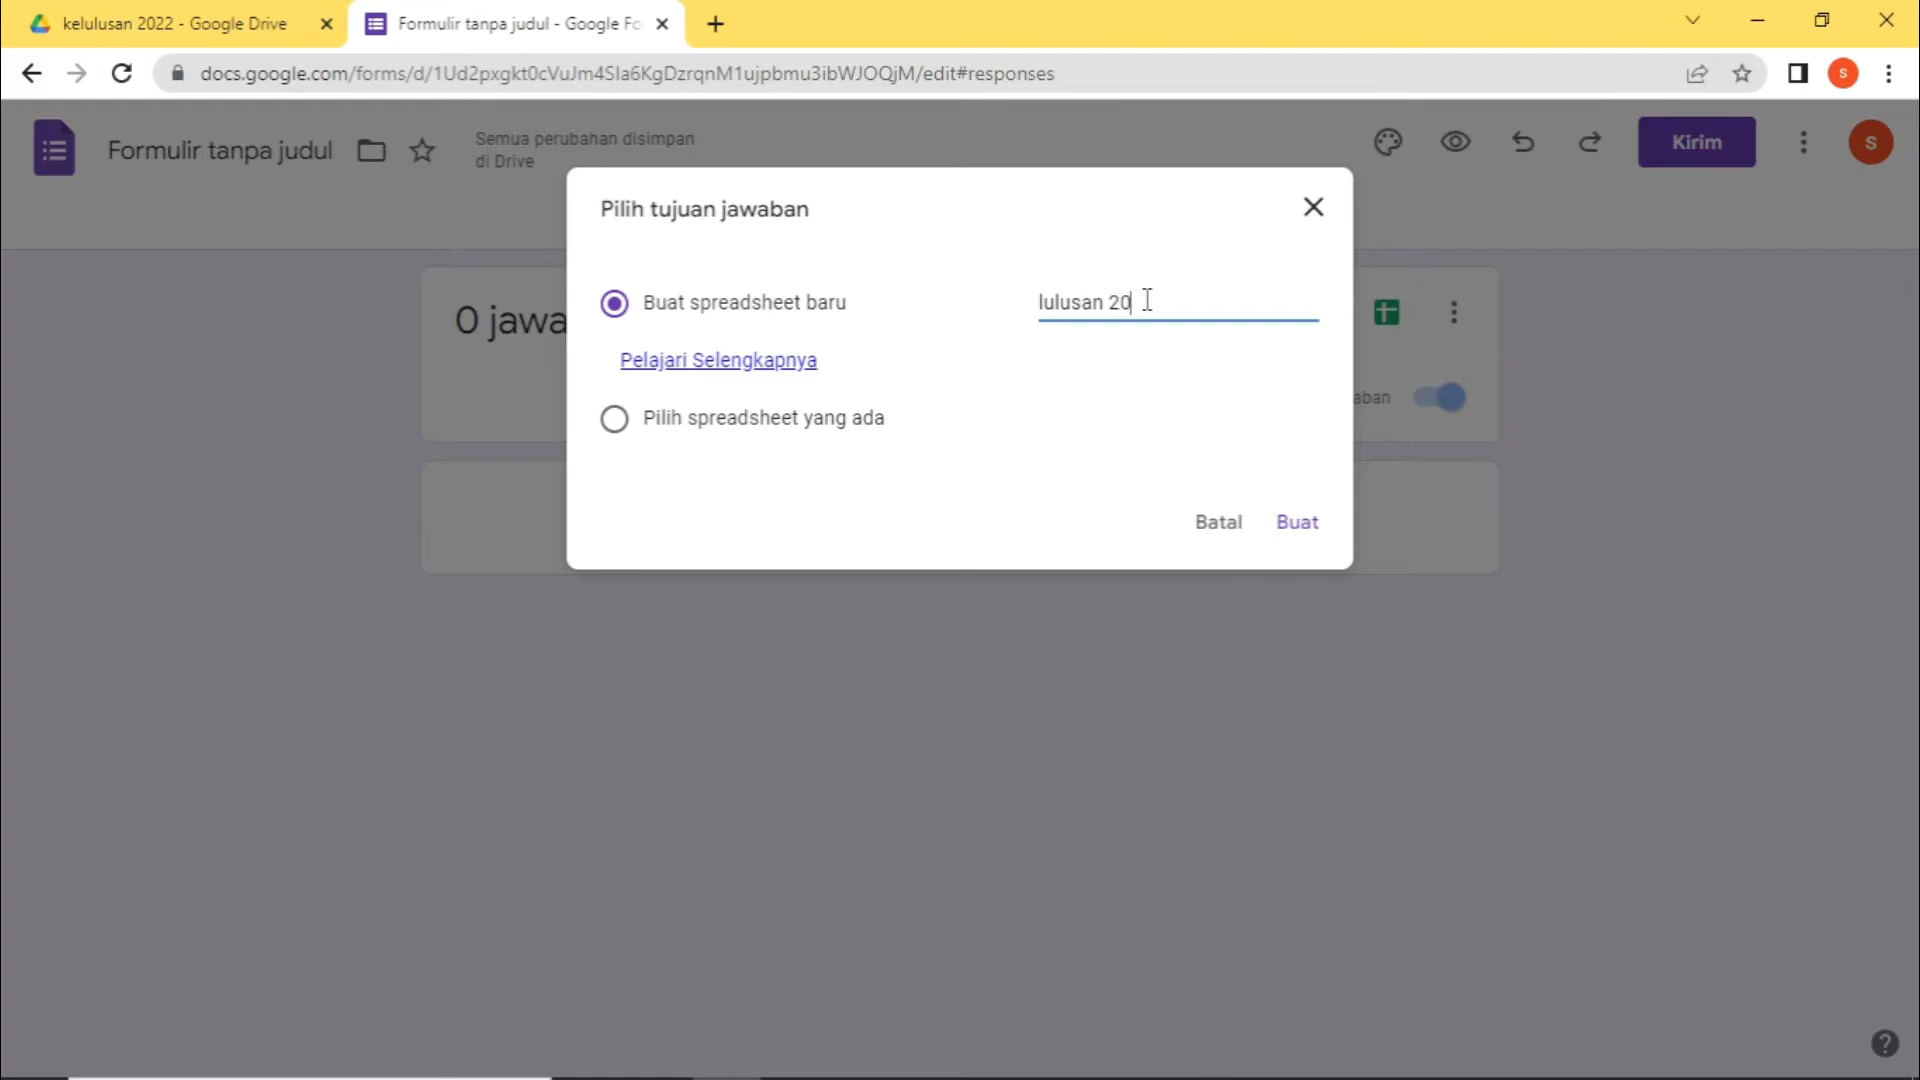 kelulusan 2022 - Google Drive
Formulir tanpa judul - Google Fo
docs.google.com/forms/d/1Ud2pxgkt0cVuJm4SIa6KgDzrqnM1ujpbmu3ibWJOQjM/edit#responses
S
Formulir tanpa judul
Semua perubahan disimpan
di Drive
Kirim
S
Pilih tujuan jawaban
0 jawa
Buat spreadsheet baru
lulusan 20
Pelajari Selengkapnya
aban
Pilih spreadsheet yang ada
Batal
Buat